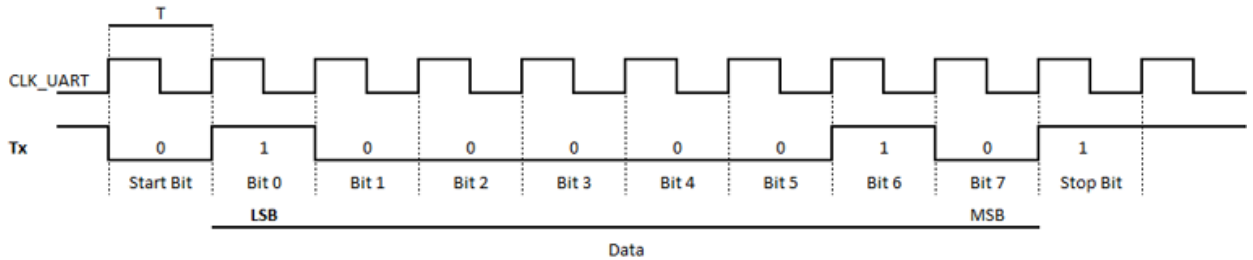 T
CLK_UART
Tx 0 1 0 0 0 0 0 1 0 1
Start Bit Bit 0 Bit 1 Bit 2 Bit 3 Bit 4 Bit 5 Bit 6 Bit 7 Stop Bit
LSB MSB
Data